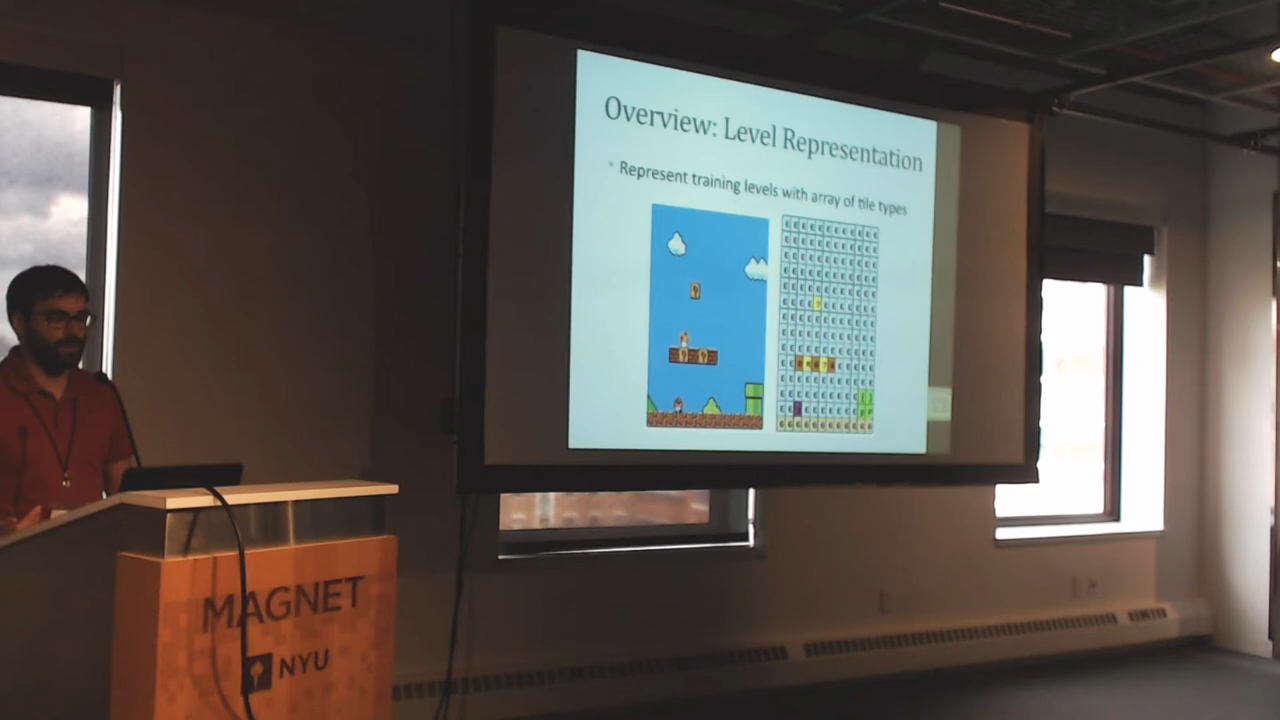 Overview: Level Representation
Represent training levels with array of tile types
MAGNET
NYU